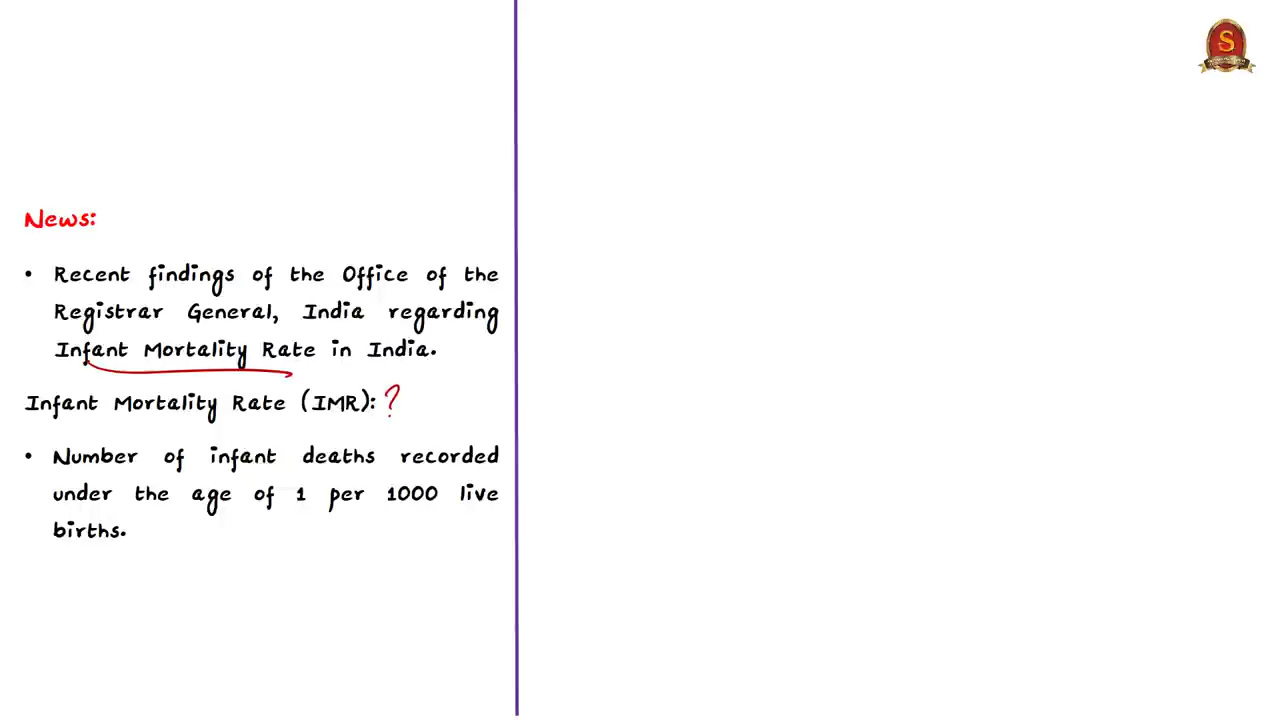 S
News:
• Recent findings of the Office of the
Registrar General, India regarding
Infant Mortality Rate in India.
Infant Mortality Rate (IMR): ?
• Number of infant deaths recorded
under the age of 1 per 1000 live
births.